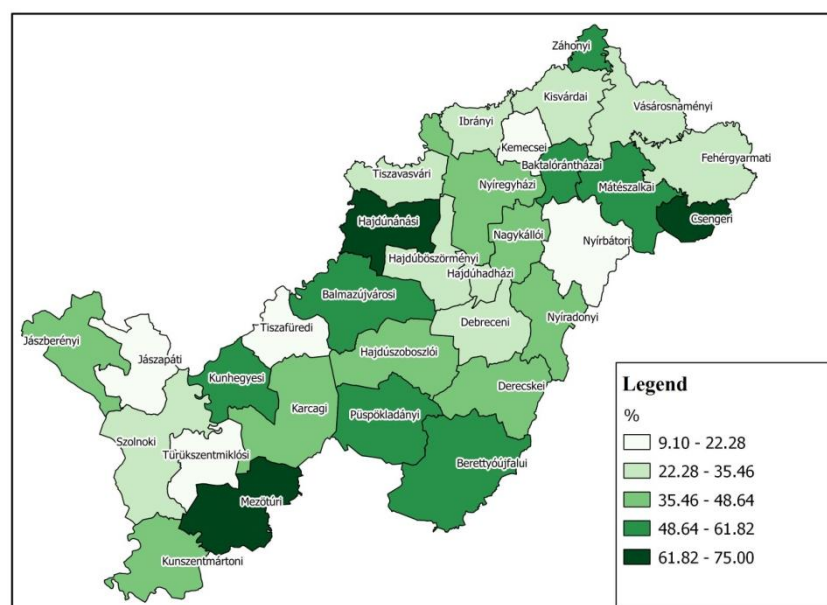 Záhonyi
Kisvárdai
Vásárosnaményi
Ibrányi
Kemecsei
Fehérgyarmati
Baktalórántházai
Tiszavasvári
Nyíregyházi
Mátészalkai
Csengeri
Hajdúnánási
Nagykállói
Nyírbátori
Hajdúböszörményi
Hajdúhadházi
Balmazújvárosi
Nyíradonyi
Tiszafüredi
Debreceni
Jászberényi
Jászapáti
Hajdúszoboszlói
Kunhegyesi
Derecskei
Karcagi
Püspökladányi
Szolnoki
Türükszentmiklósi
Berettyóújfalui
Mezőtúri
Kunszentmártoni
Legend
%
9.10 - 22.28
22.28 - 35.46
35.46 - 48.64
48.64 - 61.82
61.82 - 75.00